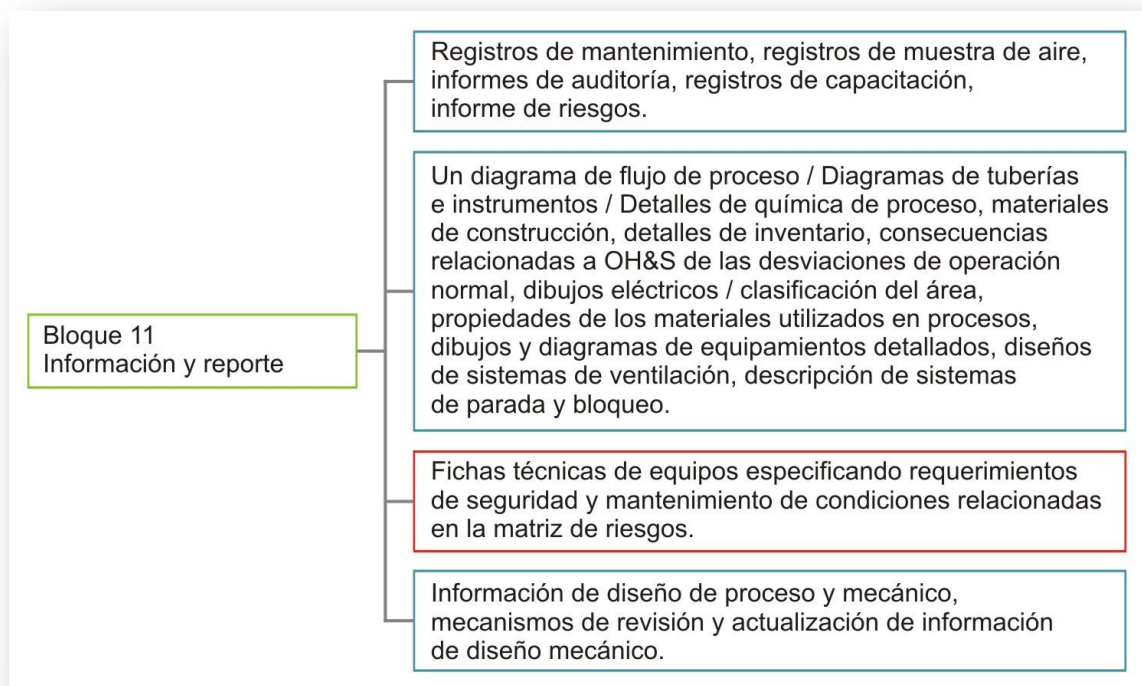 Registros de mantenimiento, registros de muestra de aire,
informes de auditoría, registros de capacitación,
informe de riesgos.
Un diagrama de flujo de proceso / Diagramas de tuberías
e instrumentos / Detalles de química de proceso, materiales
de construcción, detalles de inventario, consecuencias
relacionadas a OH&S de las desviaciones de operación
normal, dibujos eléctricos / clasificación del área,
propiedades de los materiales utilizados en procesos,
dibujos y diagramas de equipamientos detallados, diseños
de sistemas de ventilación, descripción de sistemas
de parada y bloqueo.
Bloque 11
Información y reporte
Fichas técnicas de equipos especificando requerimientos
de seguridad y mantenimiento de condiciones relacionadas
en la matriz de riesgos.
Información de diseño de proceso y mecánico,
mecanismos de revisión y actualización de información
de diseño mecánico.